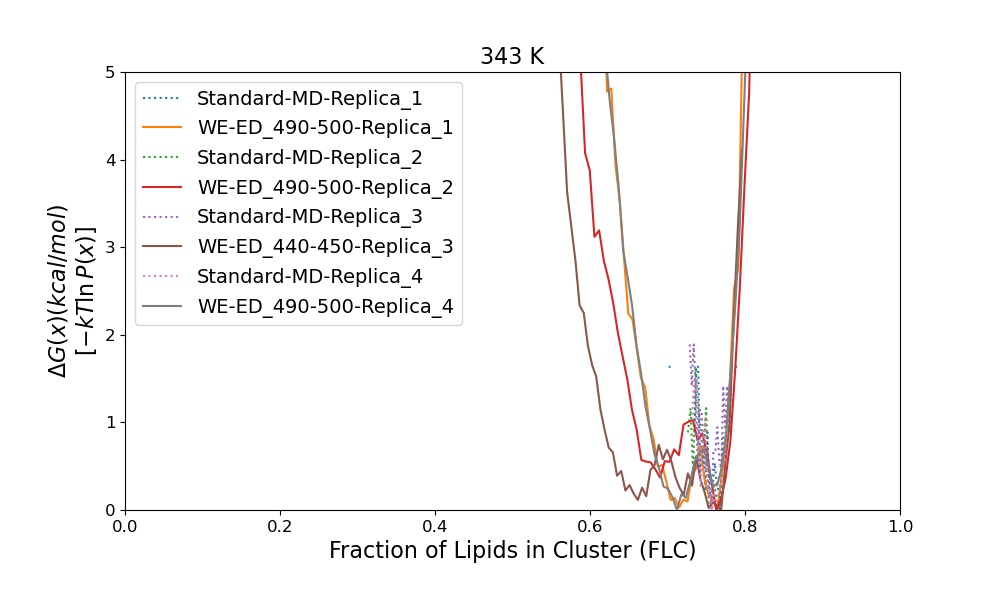 343 K
ΔG(x)(kcal/mol)
[−kTln P(x)]
5
4
3
2
1
0
Standard-MD-Replica_1
WE-ED_490-500-Replica_1
Standard-MD-Replica_2
WE-ED_490-500-Replica_2
Standard-MD-Replica_3
WE-ED_440-450-Replica_3
Standard-MD-Replica_4
WE-ED_490-500-Replica_4
0.0 0.2 0.4 0.6 0.8 1.0
Fraction of Lipids in Cluster (FLC)